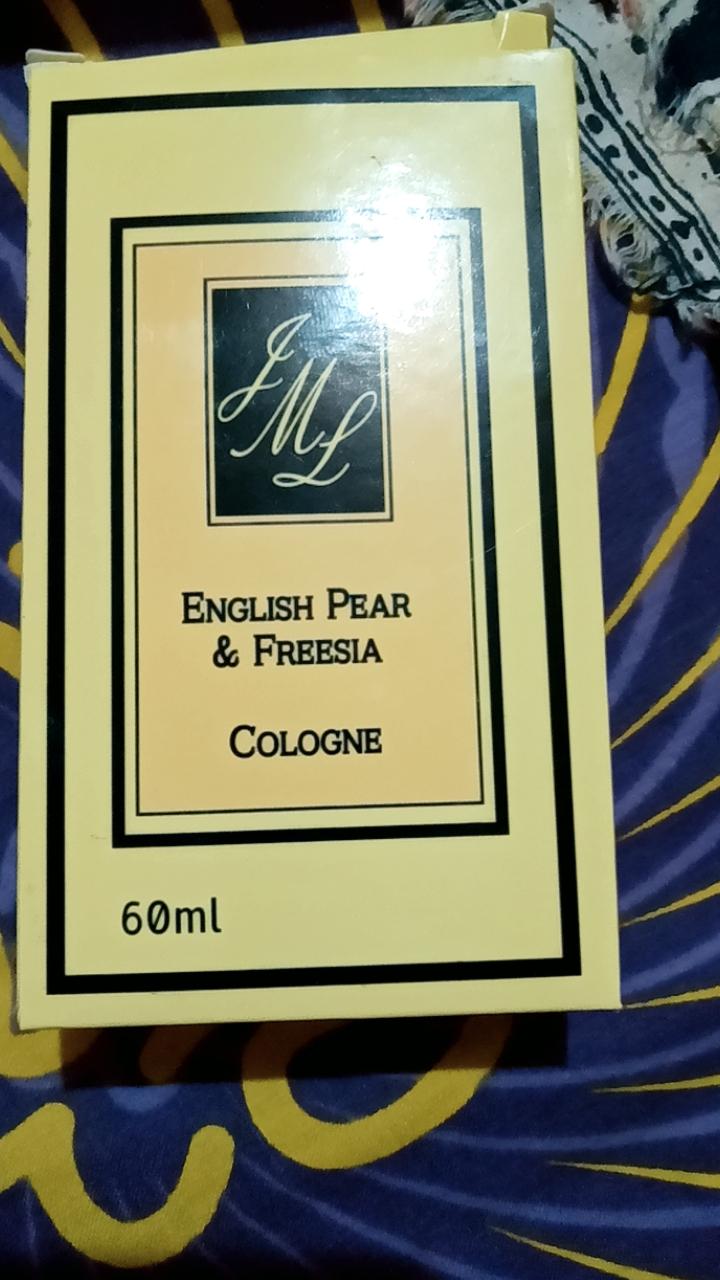 JML
ENGLISH PEAR
& FREESIA
COLOGNE
60ml